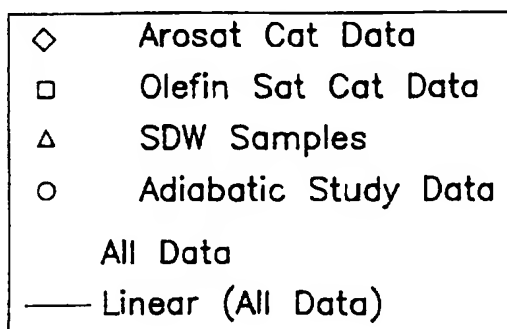 Arosat Cat Data
Olefin Sat Cat Data
SDW Samples
Adiabatic Study Data
All Data
Linear (All Data)